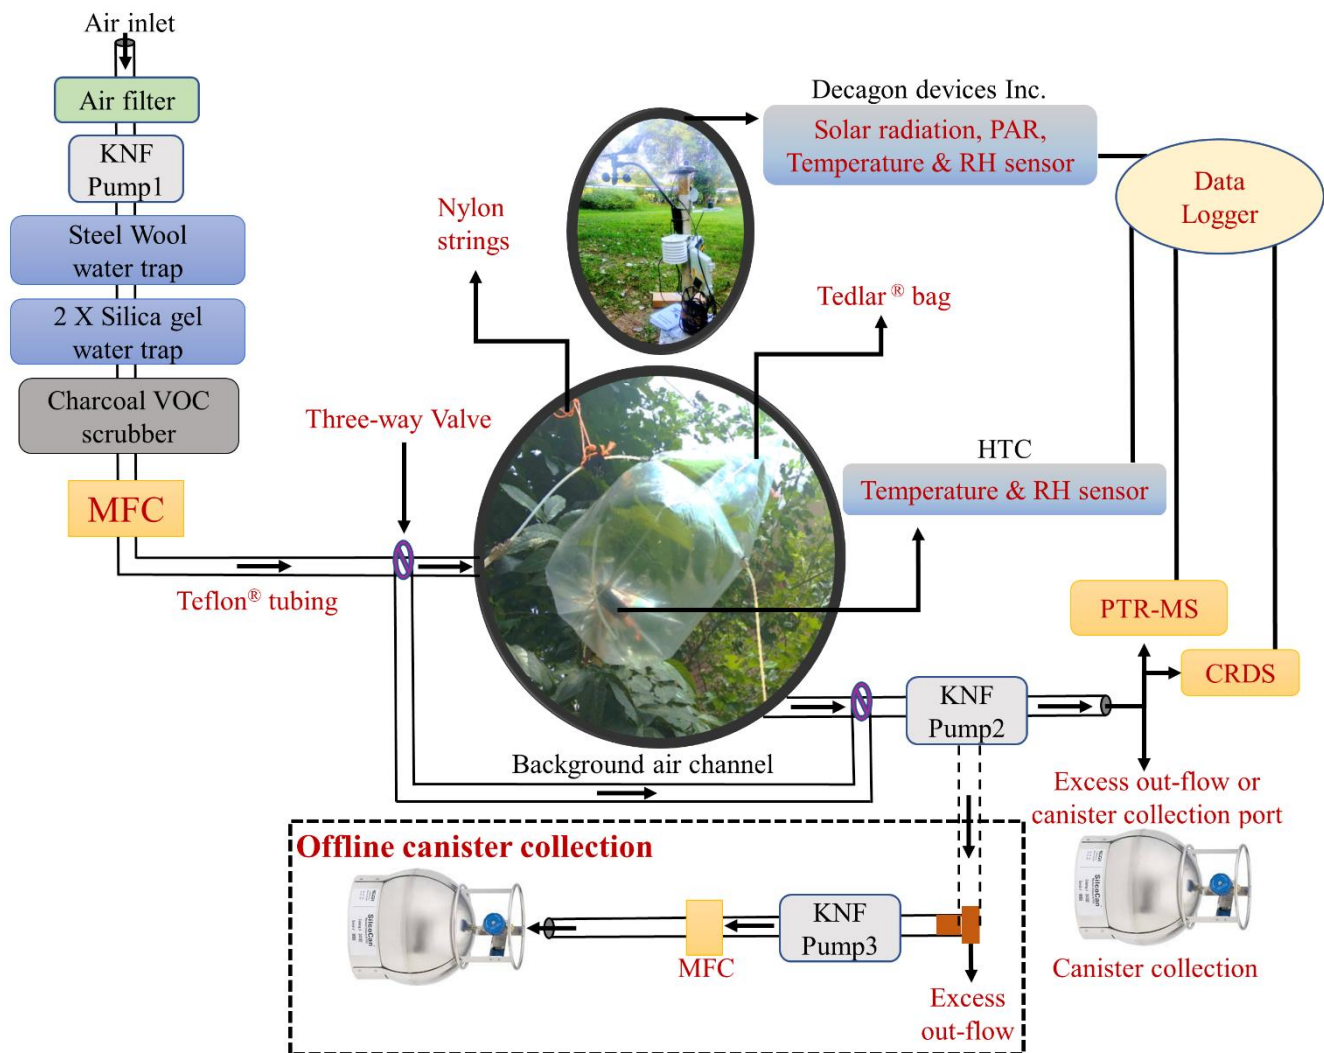 Air inlet
Air filter
KNF
Pump1
Steel Wool
water trap
2 X Silica gel
water trap
Charcoal VOC
scrubber
MFC
Teflon® tubing
Three-way Valve
Nylon
strings
Decagon devices Inc.
Solar radiation, PAR,
Temperature & RH sensor
Data
Logger
Tedlar ® bag
HTC
Temperature & RH sensor
PTR-MS
CRDS
KNF
Pump2
Background air channel
Excess out-flow or
canister collection port
SilcoCan
Canister collection
Offline canister collection
SilcoCan
MFC
KNF
Pump3
Excess
out-flow